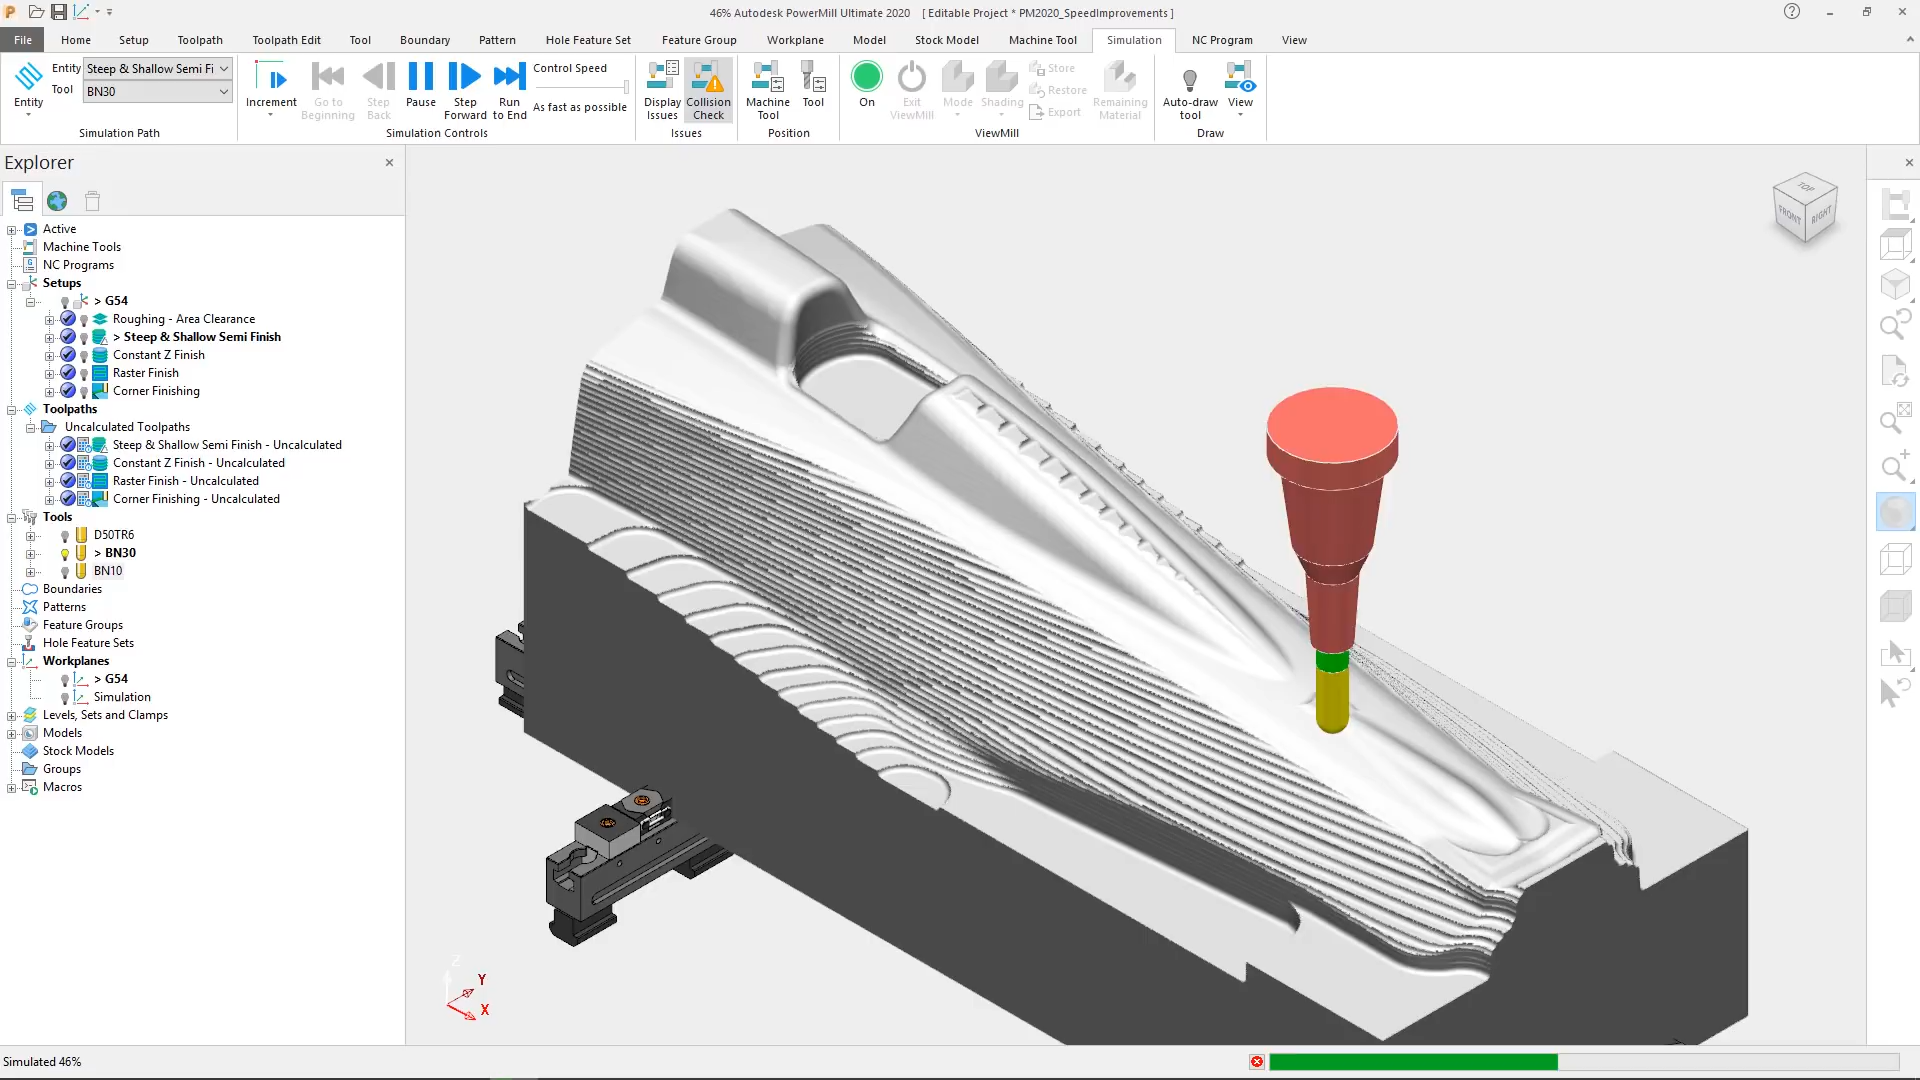 46% Autodesk PowerMill Ultimate 2020 [ Editable Project * PM2020_SpeedImprovements ]
File Home Setup Toolpath Toolpath Edit Tool Boundary Pattern Hole Feature Set Feature Group Workplane Model Stock Model Machine Tool Simulation NC Program View
Entity
Entity Steep & Shallow Semi Fi
Tool BN30
Simulation Path
Increment
Go to Beginning
Step Back
Pause
Step Forward
Run to End
Control Speed
As fast as possible
Simulation Controls
Display Issues
Collision Check
Issues
Machine Tool
Tool
Position
On
Exit ViewMill
Mode
Shading
Store
Restore
Export
Remaining Material
ViewMill
Auto-draw tool
View
Draw
Explorer
Active
Machine Tools
NC Programs
Setups
> G54
Roughing - Area Clearance
> Steep & Shallow Semi Finish
Constant Z Finish
Raster Finish
Corner Finishing
Toolpaths
Uncalculated Toolpaths
Steep & Shallow Semi Finish - Uncalculated
Constant Z Finish - Uncalculated
Raster Finish - Uncalculated
Corner Finishing - Uncalculated
Tools
D50TR6
> BN30
BN10
Boundaries
Patterns
Feature Groups
Hole Feature Sets
Workplanes
> G54
Simulation
Levels, Sets and Clamps
Models
Stock Models
Groups
Macros
TOP
FRONT
RIGHT
Z
Y
X
Simulated 46%